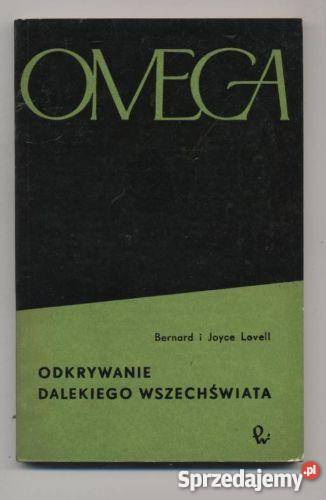 OMEGA
Bernard i Joyce Lovell
ODKRYWANIE
DALEKIEGO WSZECHŚWIATA
Sprzedajemy.pl